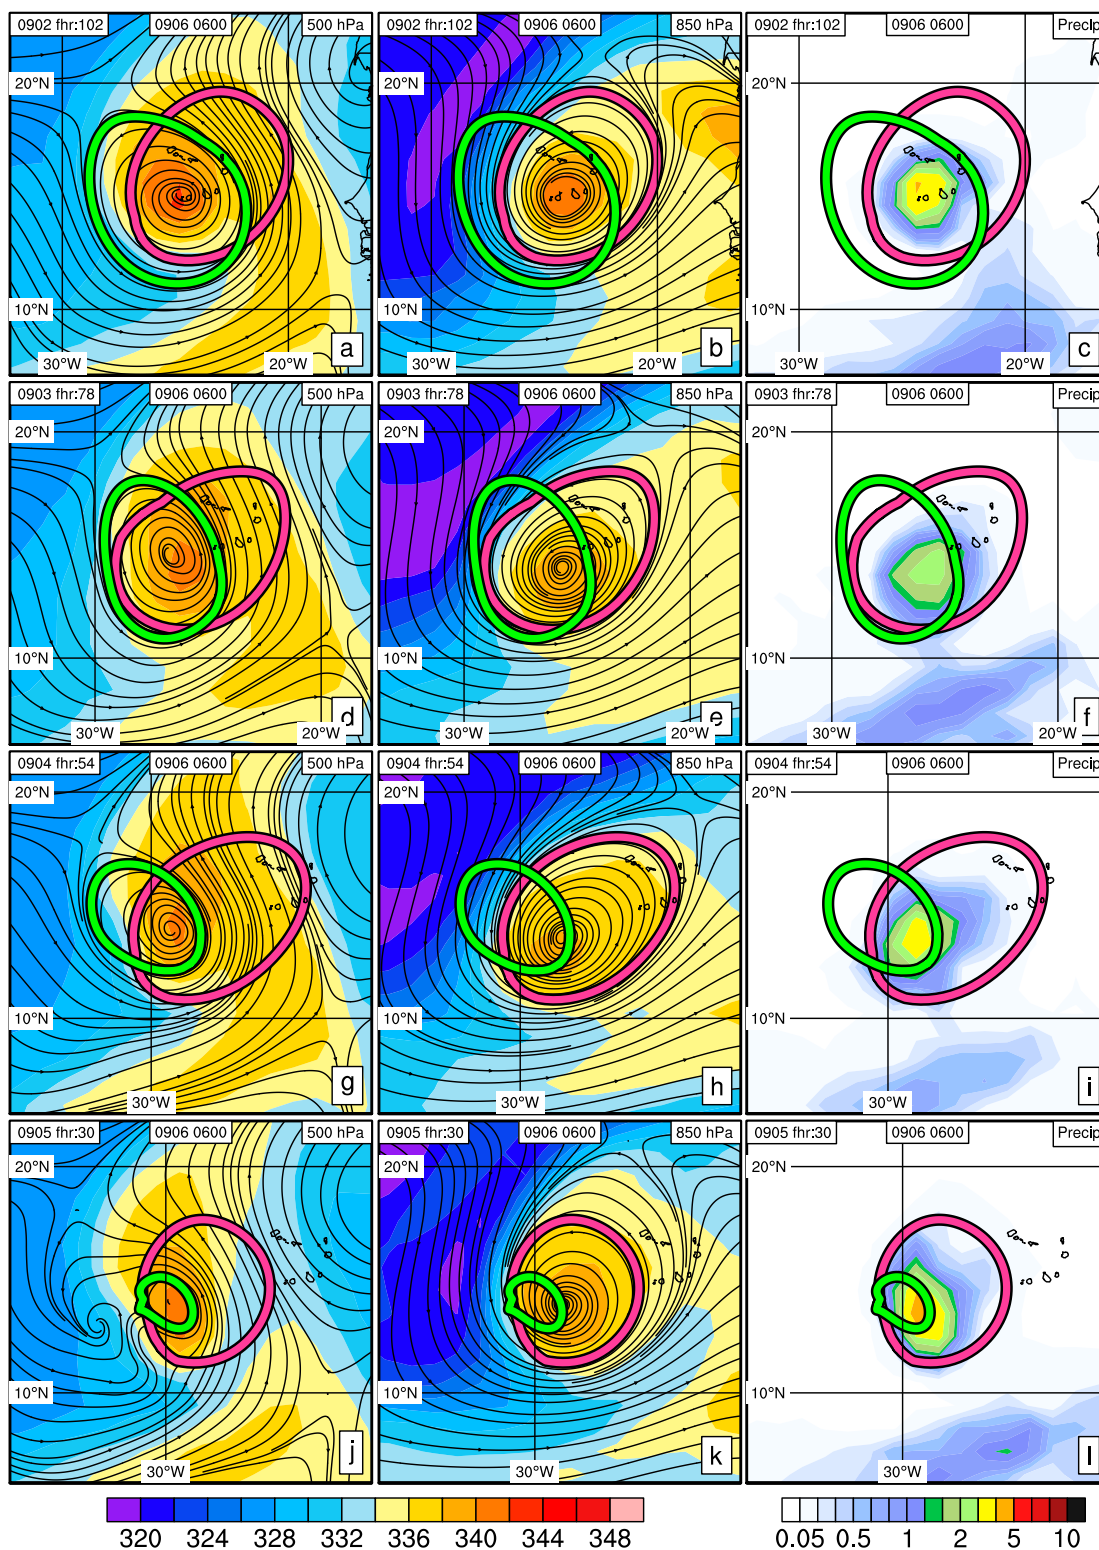 0902 fhr:102 0906 0600 500 hPa
20°N
10°N
30°W 20°W
a
0906 0600 850 hPa
20°N
10°N
30°W 20°W
b
0902 fhr:102 0906 0600 Precip
20°N
10°N
30°W 20°W
c
0903 fhr:78 0906 0600 500 hPa
20°N
10°N
30°W 20°W
d
0903 fhr:78 0906 0600 850 hPa
20°N
10°N
30°W 20°W
e
0903 fhr:78 0906 0600 Precip
20°N
10°N
30°W 20°W
f
0904 fhr:54 0906 0600 500 hPa
20°N
10°N
30°W
g
0904 fhr:54 0906 0600 850 hPa
20°N
10°N
30°W
h
0904 fhr:54 0906 0600 Precip
20°N
10°N
30°W
i
0905 fhr:30 0906 0600 500 hPa
20°N
10°N
30°W
j
0905 fhr:30 0906 0600 850 hPa
20°N
10°N
30°W
k
0905 fhr:30 0906 0600 Precip
20°N
10°N
30°W
l
320 324 328 332 336 340 344 348
0.05 0.5 1 2 5 10